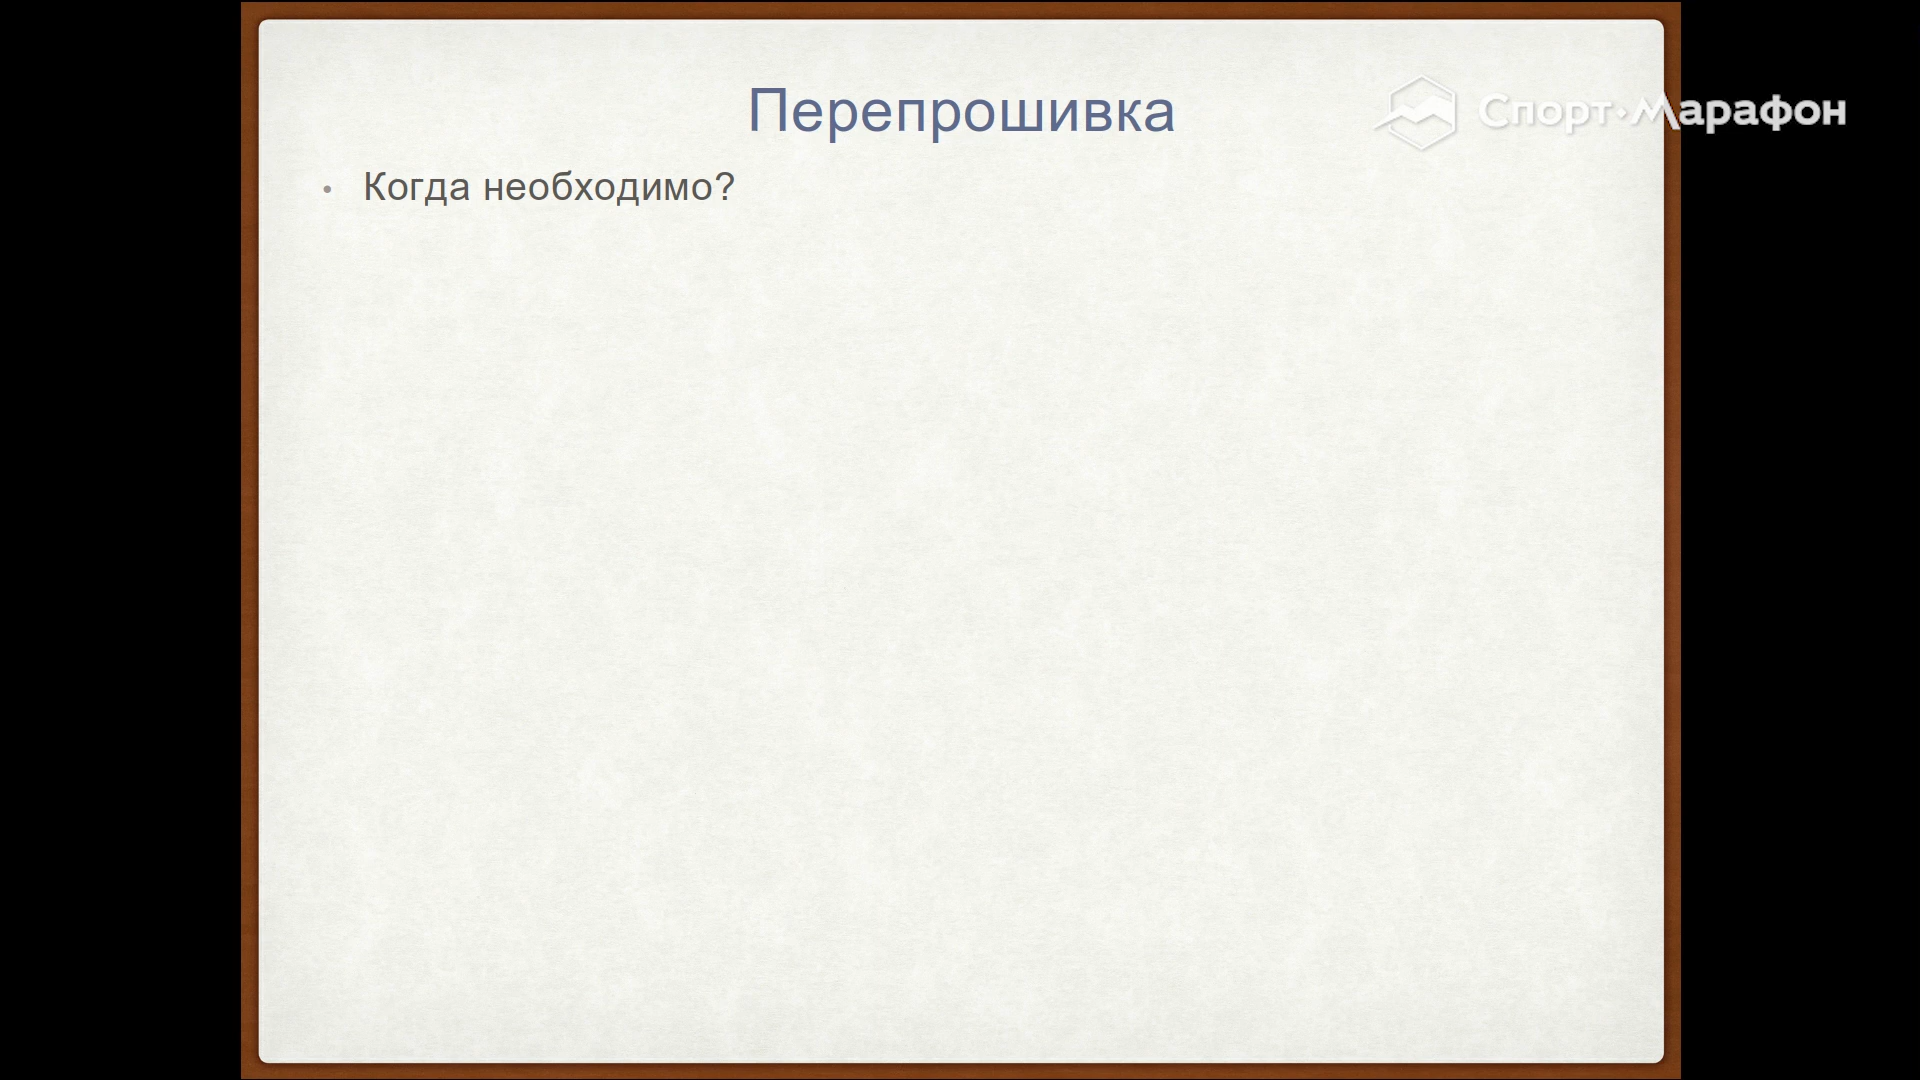 Перепрошивка
Спорт·Марафон
• Когда необходимо?